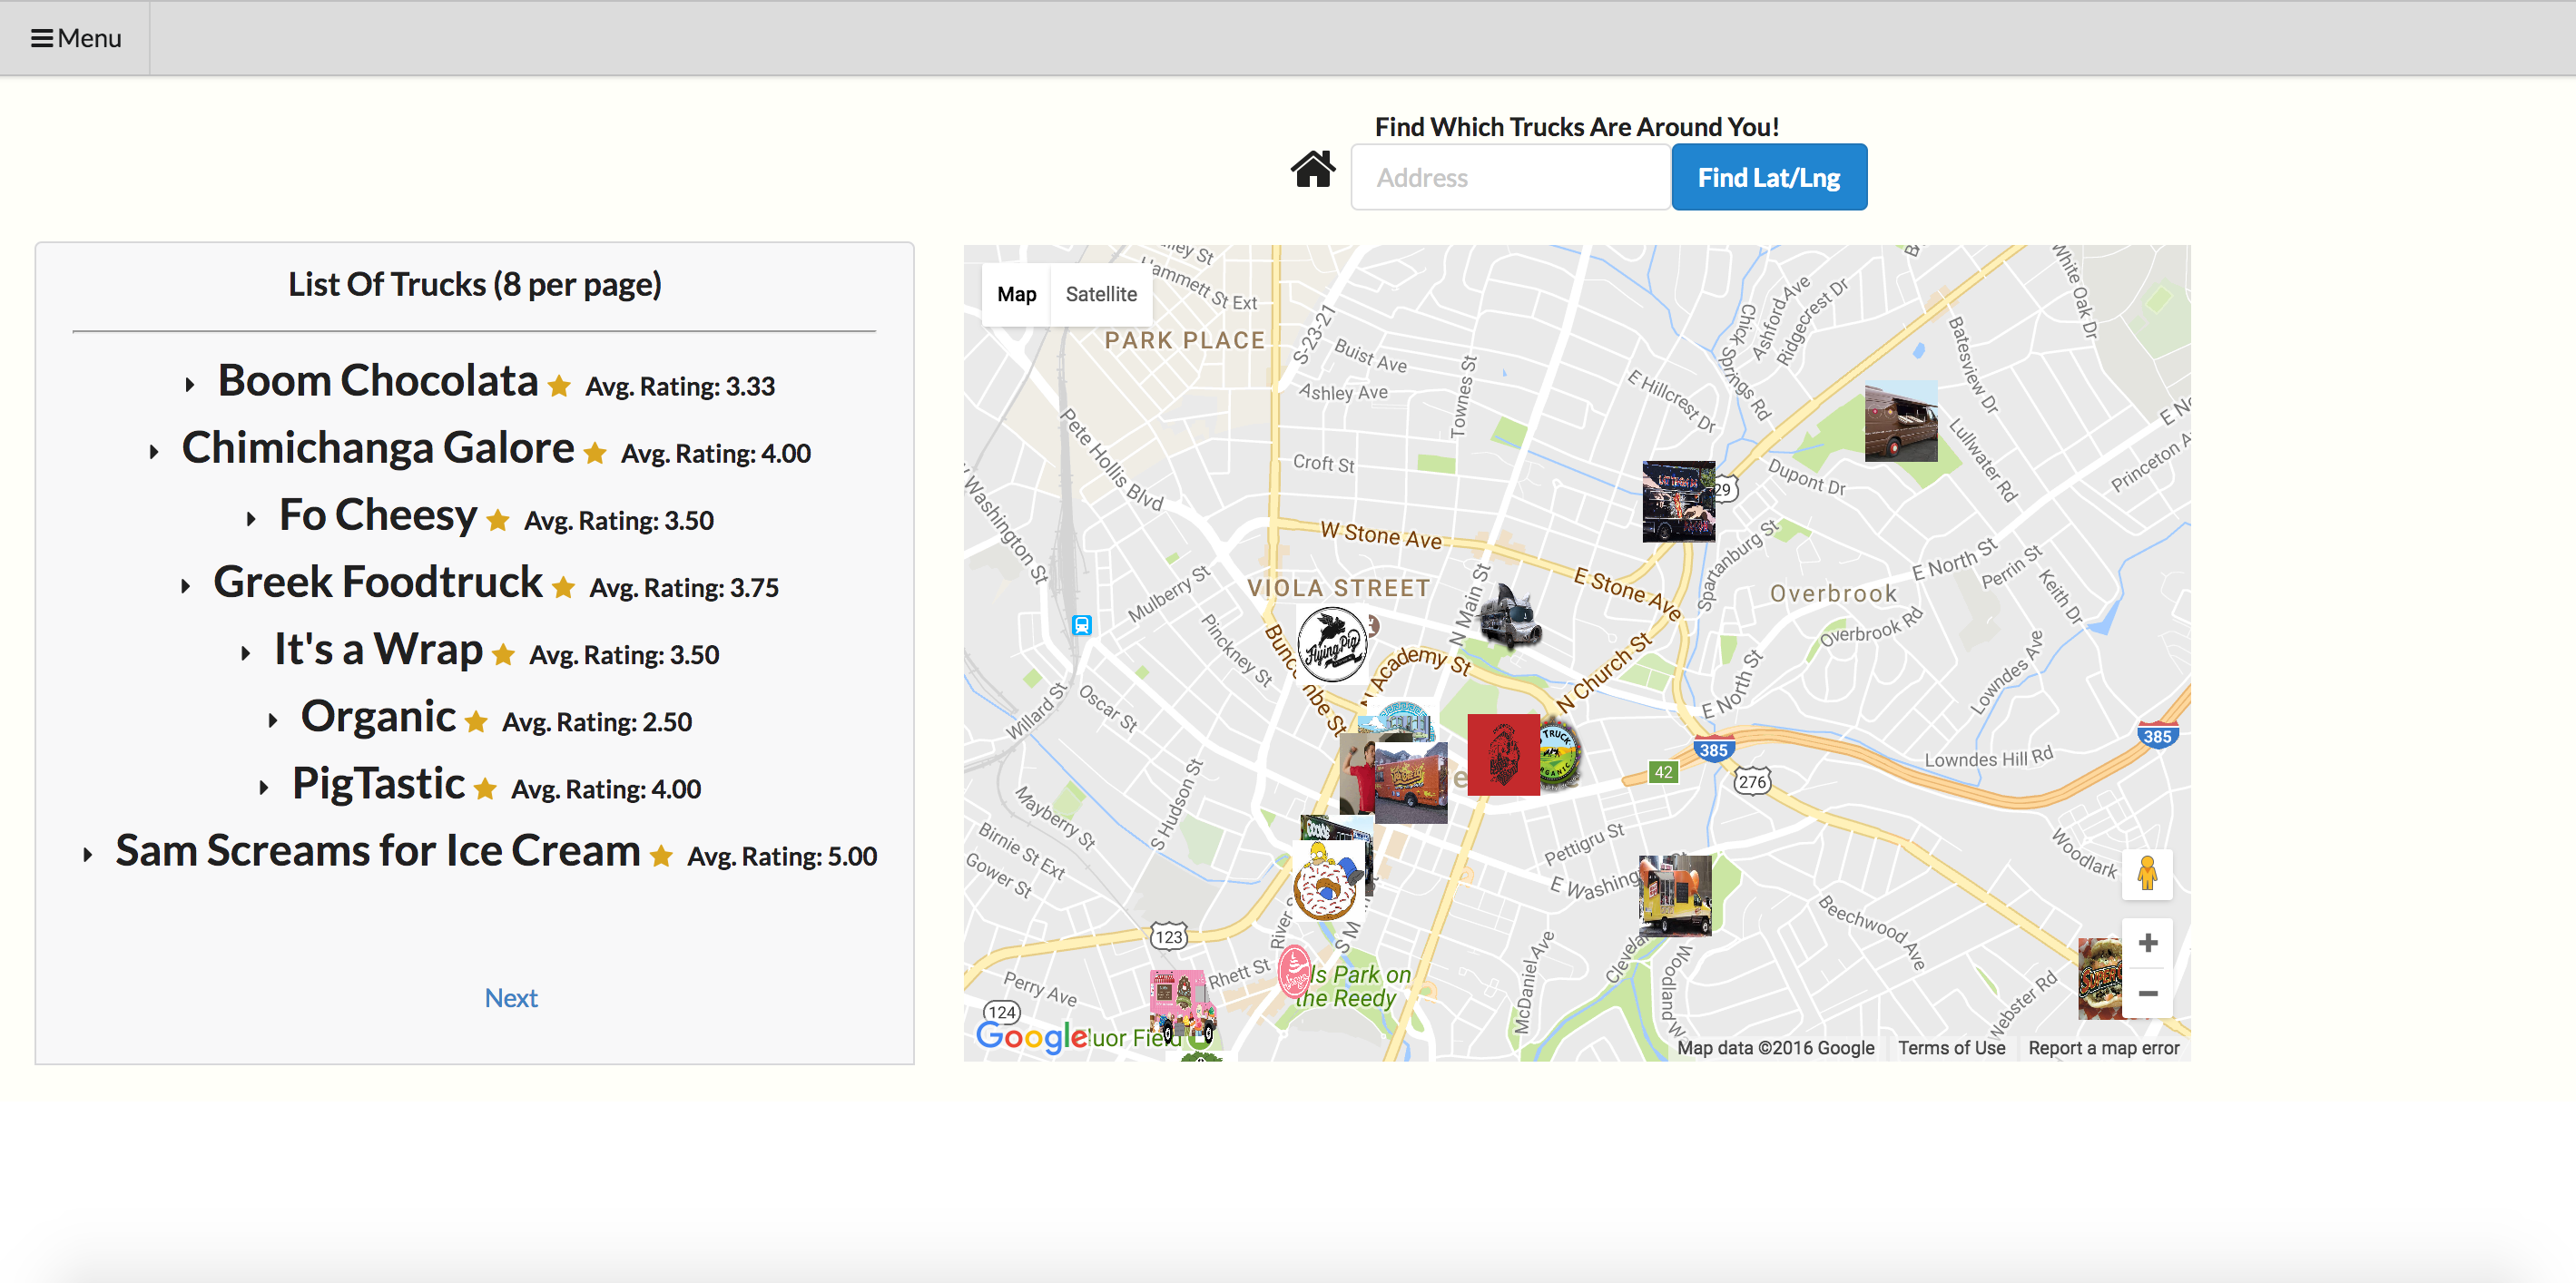 Menu
Find Which Trucks Are Around You!
Address
Find Lat/Lng
List Of Trucks (8 per page)
Boom Chocolata Avg. Rating: 3.33
Chimichanga Galore Avg. Rating: 4.00
Fo Cheesy Avg. Rating: 3.50
Greek Foodtruck Avg. Rating: 3.75
It's a Wrap Avg. Rating: 3.50
Organic Avg. Rating: 2.50
PigTastic Avg. Rating: 4.00
Sam Screams for Ice Cream Avg. Rating: 5.00
Next
Map
Satellite
Hammett St Ext
PARK PLACE
S-23-21
Buist Ave
Ashley Ave
Townes St
Pete Hollis Blvd
Croft St
W Washington St
E Hillcrest Dr
Chick Springs Rd
Ashford Ave
Ridgecrest Dr
White Oak Dr
Batesview Dr
Lullwater Rd
Princeton
Dupont Dr
29
W Stone Ave
E Stone Ave
VIOLA STREET
N Main St
Spartanburg St
Overbrook
E North St
Perrin St
Keith Dr
Overbrook Rd
Mulberry St
Pinckney St
Flying Pig
Academy St
N Church St
E North St
Lowndes Ave
Willard St
Oscar St
TRUCK
385
385
42
276
Lowndes Hill Rd
S Hudson St
Mayberry St
Birnie St Ext
Gower St
Pettigru St
E Washing
Woodlark
Beechwood Ave
123
Rhett St
Perry Ave
124
ls Park on
the Reedy
McDaniel Ave
Woodland W
Webster Rd
Google
luor Field
Map data ©2016 Google
Terms of Use
Report a map error